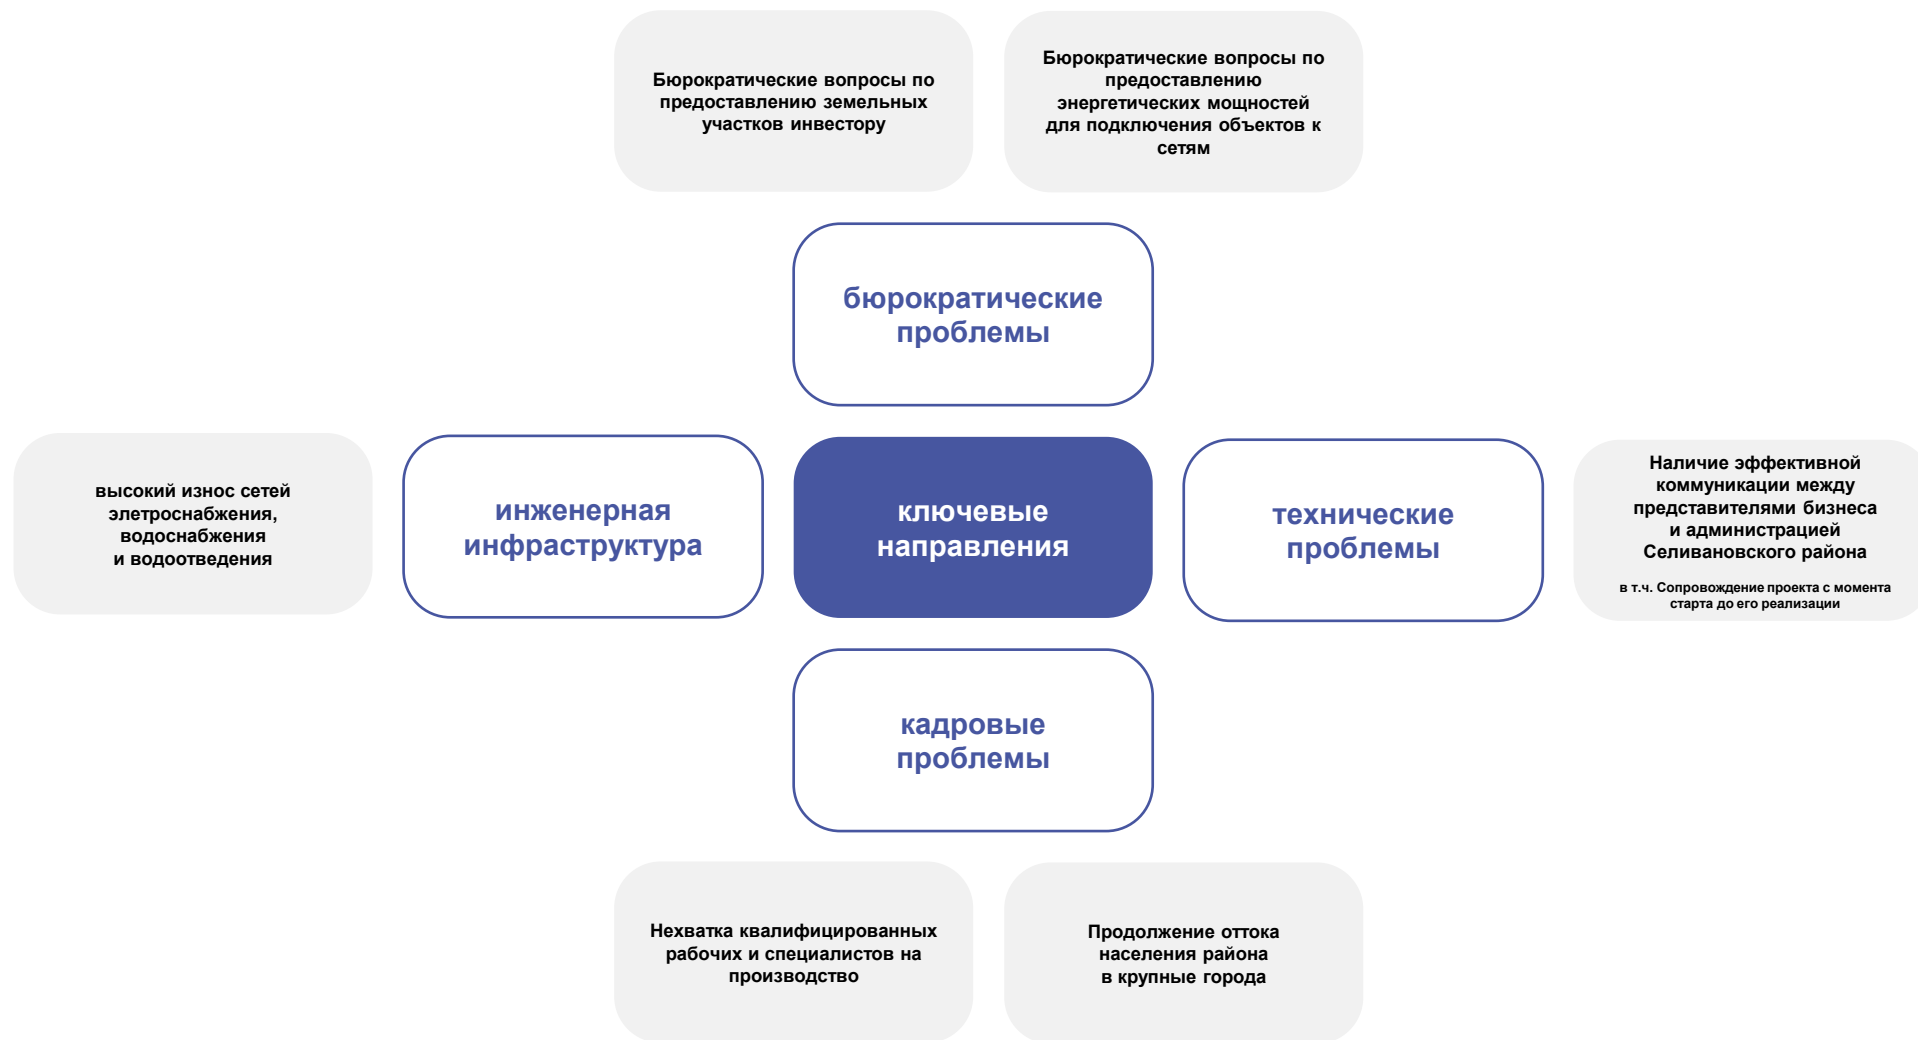 Бюрократические вопросы по
предоставлению земельных
участков инвестору
Бюрократические вопросы по
предоставлению
энергетических мощностей
для подключения объектов к
сетям
бюрократические
проблемы
высокий износ сетей
элетроснабжения,
водоснабжения
и водоотведения
инженерная
инфраструктура
ключевые
направления
технические
проблемы
Наличие эффективной
коммуникации между
представителями бизнеса
и администрацией
Селивановского района
в т.ч. Сопровождение проекта с момента
старта до его реализации
кадровые
проблемы
Нехватка квалифицированных
рабочих и специалистов на
производство
Продолжение оттока
населения района
в крупные города